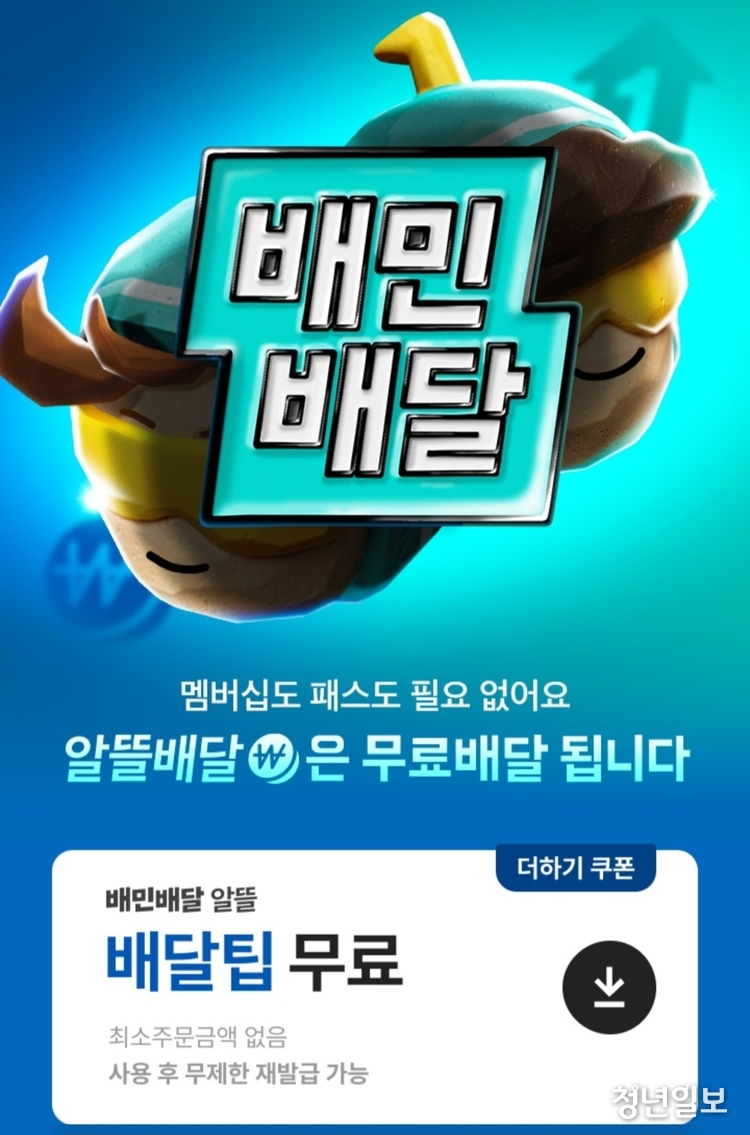 배민
배달
멤버십도 패스도 필요 없어요
알뜰배달₩은 무료배달 됩니다
더하기 쿠폰
배민배달 알뜰
배달팁 무료
최소주문금액 없음
사용 후 무제한 재발급 가능
청년일보
1
₩